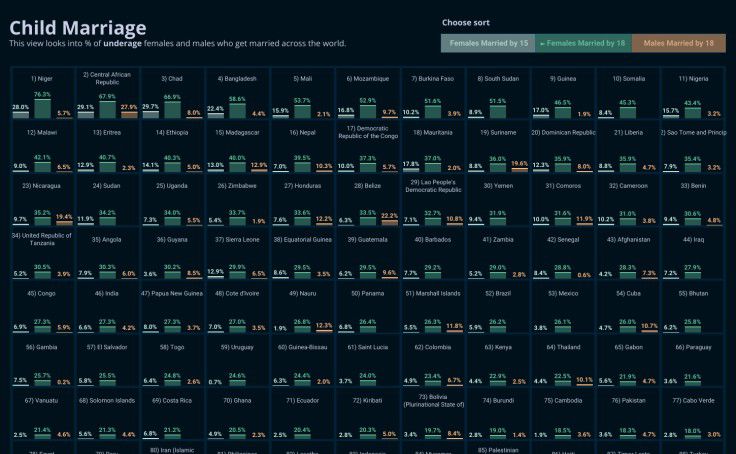 Child Marriage
This view looks into % of underage females and males who get married across the world.
Choose sort
Females Married by 15
► Females Married by 18
Males Married by 18
1) Niger
76.3%
28.0%
5.7%
2) Central African
Republic
67.9%
29.1%
27.9%
3) Chad
66.9%
29.7%
8.0%
4) Bangladesh
58.6%
22.4%
4.4%
5) Mali
53.7%
15.9%
2.1%
6) Mozambique
52.9%
16.8%
9.7%
7) Burkina Faso
51.6%
10.2%
3.9%
8) South Sudan
51.5%
8.9%
9) Guinea
46.5%
17.0%
1.9%
10) Somalia
45.3%
8.4%
11) Nigeria
43.4%
15.7%
3.2%
12) Malawi
42.1%
9.0%
6.5%
13) Eritrea
40.7%
12.9%
2.3%
14) Ethiopia
40.3%
14.1%
5.0%
15) Madagascar
40.0%
13.0%
12.9%
16) Nepal
39.5%
7.0%
10.3%
17) Democratic
Republic of the Congo
37.3%
10.0%
5.7%
18) Mauritania
37.0%
17.8%
2.0%
19) Suriname
36.0%
8.8%
19.6%
20) Dominican Republic
35.9%
12.3%
8.0%
21) Liberia
35.9%
8.8%
4.7%
2) Sao Tome and Princip
35.4%
7.9%
3.2%
23) Nicaragua
35.2%
9.7%
19.4%
24) Sudan
34.2%
11.9%
25) Uganda
34.0%
7.3%
5.5%
26) Zimbabwe
33.7%
5.4%
1.9%
27) Honduras
33.6%
7.6%
12.2%
28) Belize
33.5%
6.3%
22.2%
29) Lao People's
Democratic Republic
32.7%
7.1%
10.8%
30) Yemen
31.9%
9.4%
31) Comoros
31.6%
10.0%
11.9%
32) Cameroon
31.0%
10.2%
3.8%
33) Benin
30.6%
9.4%
4.8%
34) United Republic of
Tanzania
30.5%
5.2%
3.9%
35) Angola
30.3%
7.9%
6.0%
36) Guyana
30.2%
3.6%
8.5%
37) Sierra Leone
29.9%
12.9%
6.5%
38) Equatorial Guinea
29.5%
8.6%
3.5%
39) Guatemala
29.5%
6.2%
9.6%
40) Barbados
29.2%
7.7%
41) Zambia
29.0%
5.2%
2.8%
42) Senegal
28.8%
8.4%
0.6%
43) Afghanistan
28.3%
4.2%
7.3%
44) Iraq
27.9%
7.2%
45) Congo
27.3%
6.9%
5.9%
46) India
27.3%
6.6%
4.2%
47) Papua New Guinea
27.3%
8.0%
3.7%
48) Cote d'Ivoire
27.0%
7.0%
3.5%
49) Nauru
26.8%
1.9%
12.3%
50) Panama
26.4%
6.8%
51) Marshall Islands
26.3%
5.5%
11.8%
52) Brazil
26.2%
5.9%
53) Mexico
26.1%
3.8%
54) Cuba
26.0%
4.7%
10.7%
55) Bhutan
25.8%
6.2%
56) Gambia
25.7%
7.5%
0.2%
57) El Salvador
25.5%
5.8%
58) Togo
24.8%
6.4%
2.6%
59) Uruguay
24.6%
0.7%
60) Guinea-Bissau
24.4%
6.3%
2.0%
61) Saint Lucia
24.0%
3.7%
62) Colombia
23.4%
4.9%
6.7%
63) Kenya
22.9%
4.4%
2.5%
64) Thailand
22.5%
4.4%
10.1%
65) Gabon
21.9%
5.6%
4.7%
66) Paraguay
21.6%
3.6%
67) Vanuatu
21.4%
2.5%
4.6%
68) Solomon Islands
21.3%
5.6%
4.4%
69) Costa Rica
21.2%
6.8%
70) Ghana
20.5%
4.9%
2.3%
71) Ecuador
20.4%
2.5%
72) Kiribati
20.3%
2.8%
5.0%
73) Bolivia
(Plurinational State of)
19.7%
3.4%
8.4%
74) Burundi
19.0%
2.8%
1.4%
75) Cambodia
18.5%
1.9%
3.6%
76) Pakistan
18.3%
3.6%
4.7%
77) Cabo Verde
18.0%
2.8%
3.0%
80) Iran (Islamic
85) Palestinian